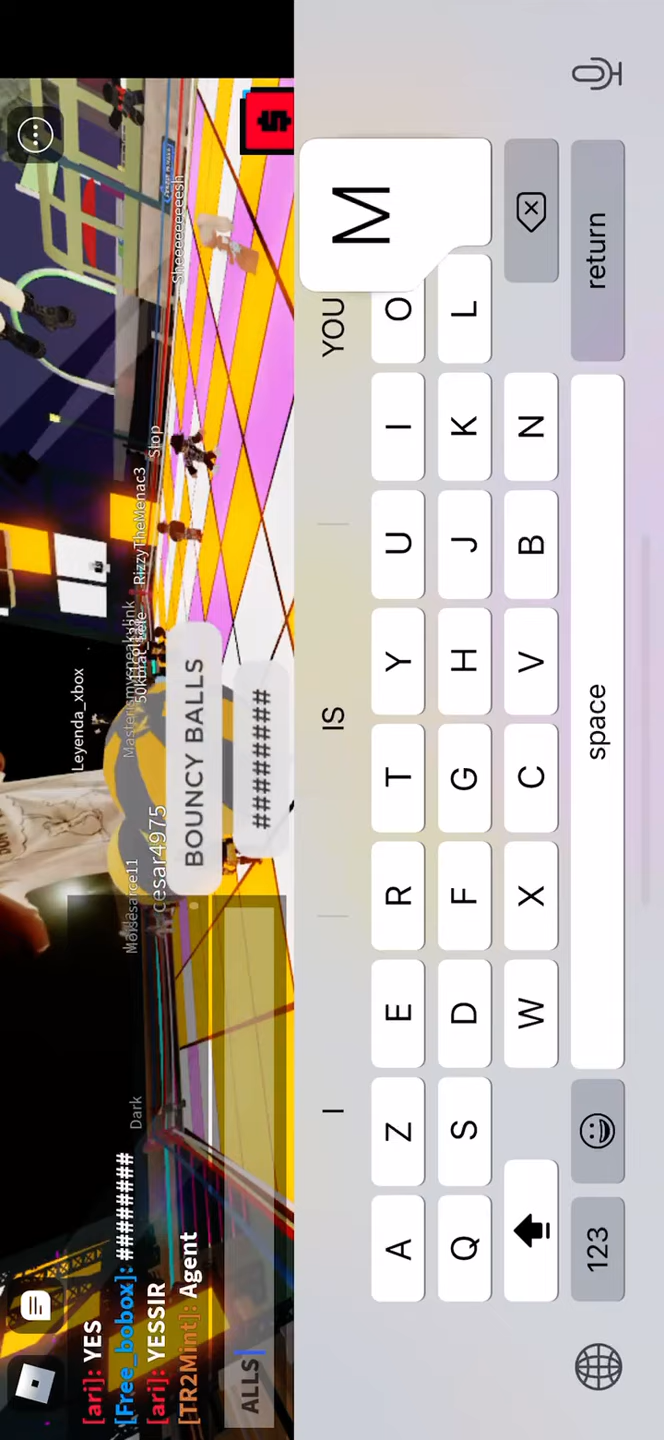 [ari]: YES
[Free_bobox]: ########
[ari]: YESSIR
[TR2Mint]: Agent
ALLS
Dark
Moisesarce11
cesar4975
BOUNCY BALLS
#########
Leyenda_xbox
RizzyTheMenac3
Stop
Sheeeeeeeeesh
$
I IS YOU
A Z E R T Y U I O M
Q S D F G H J K L
W X C V B N
123 space return